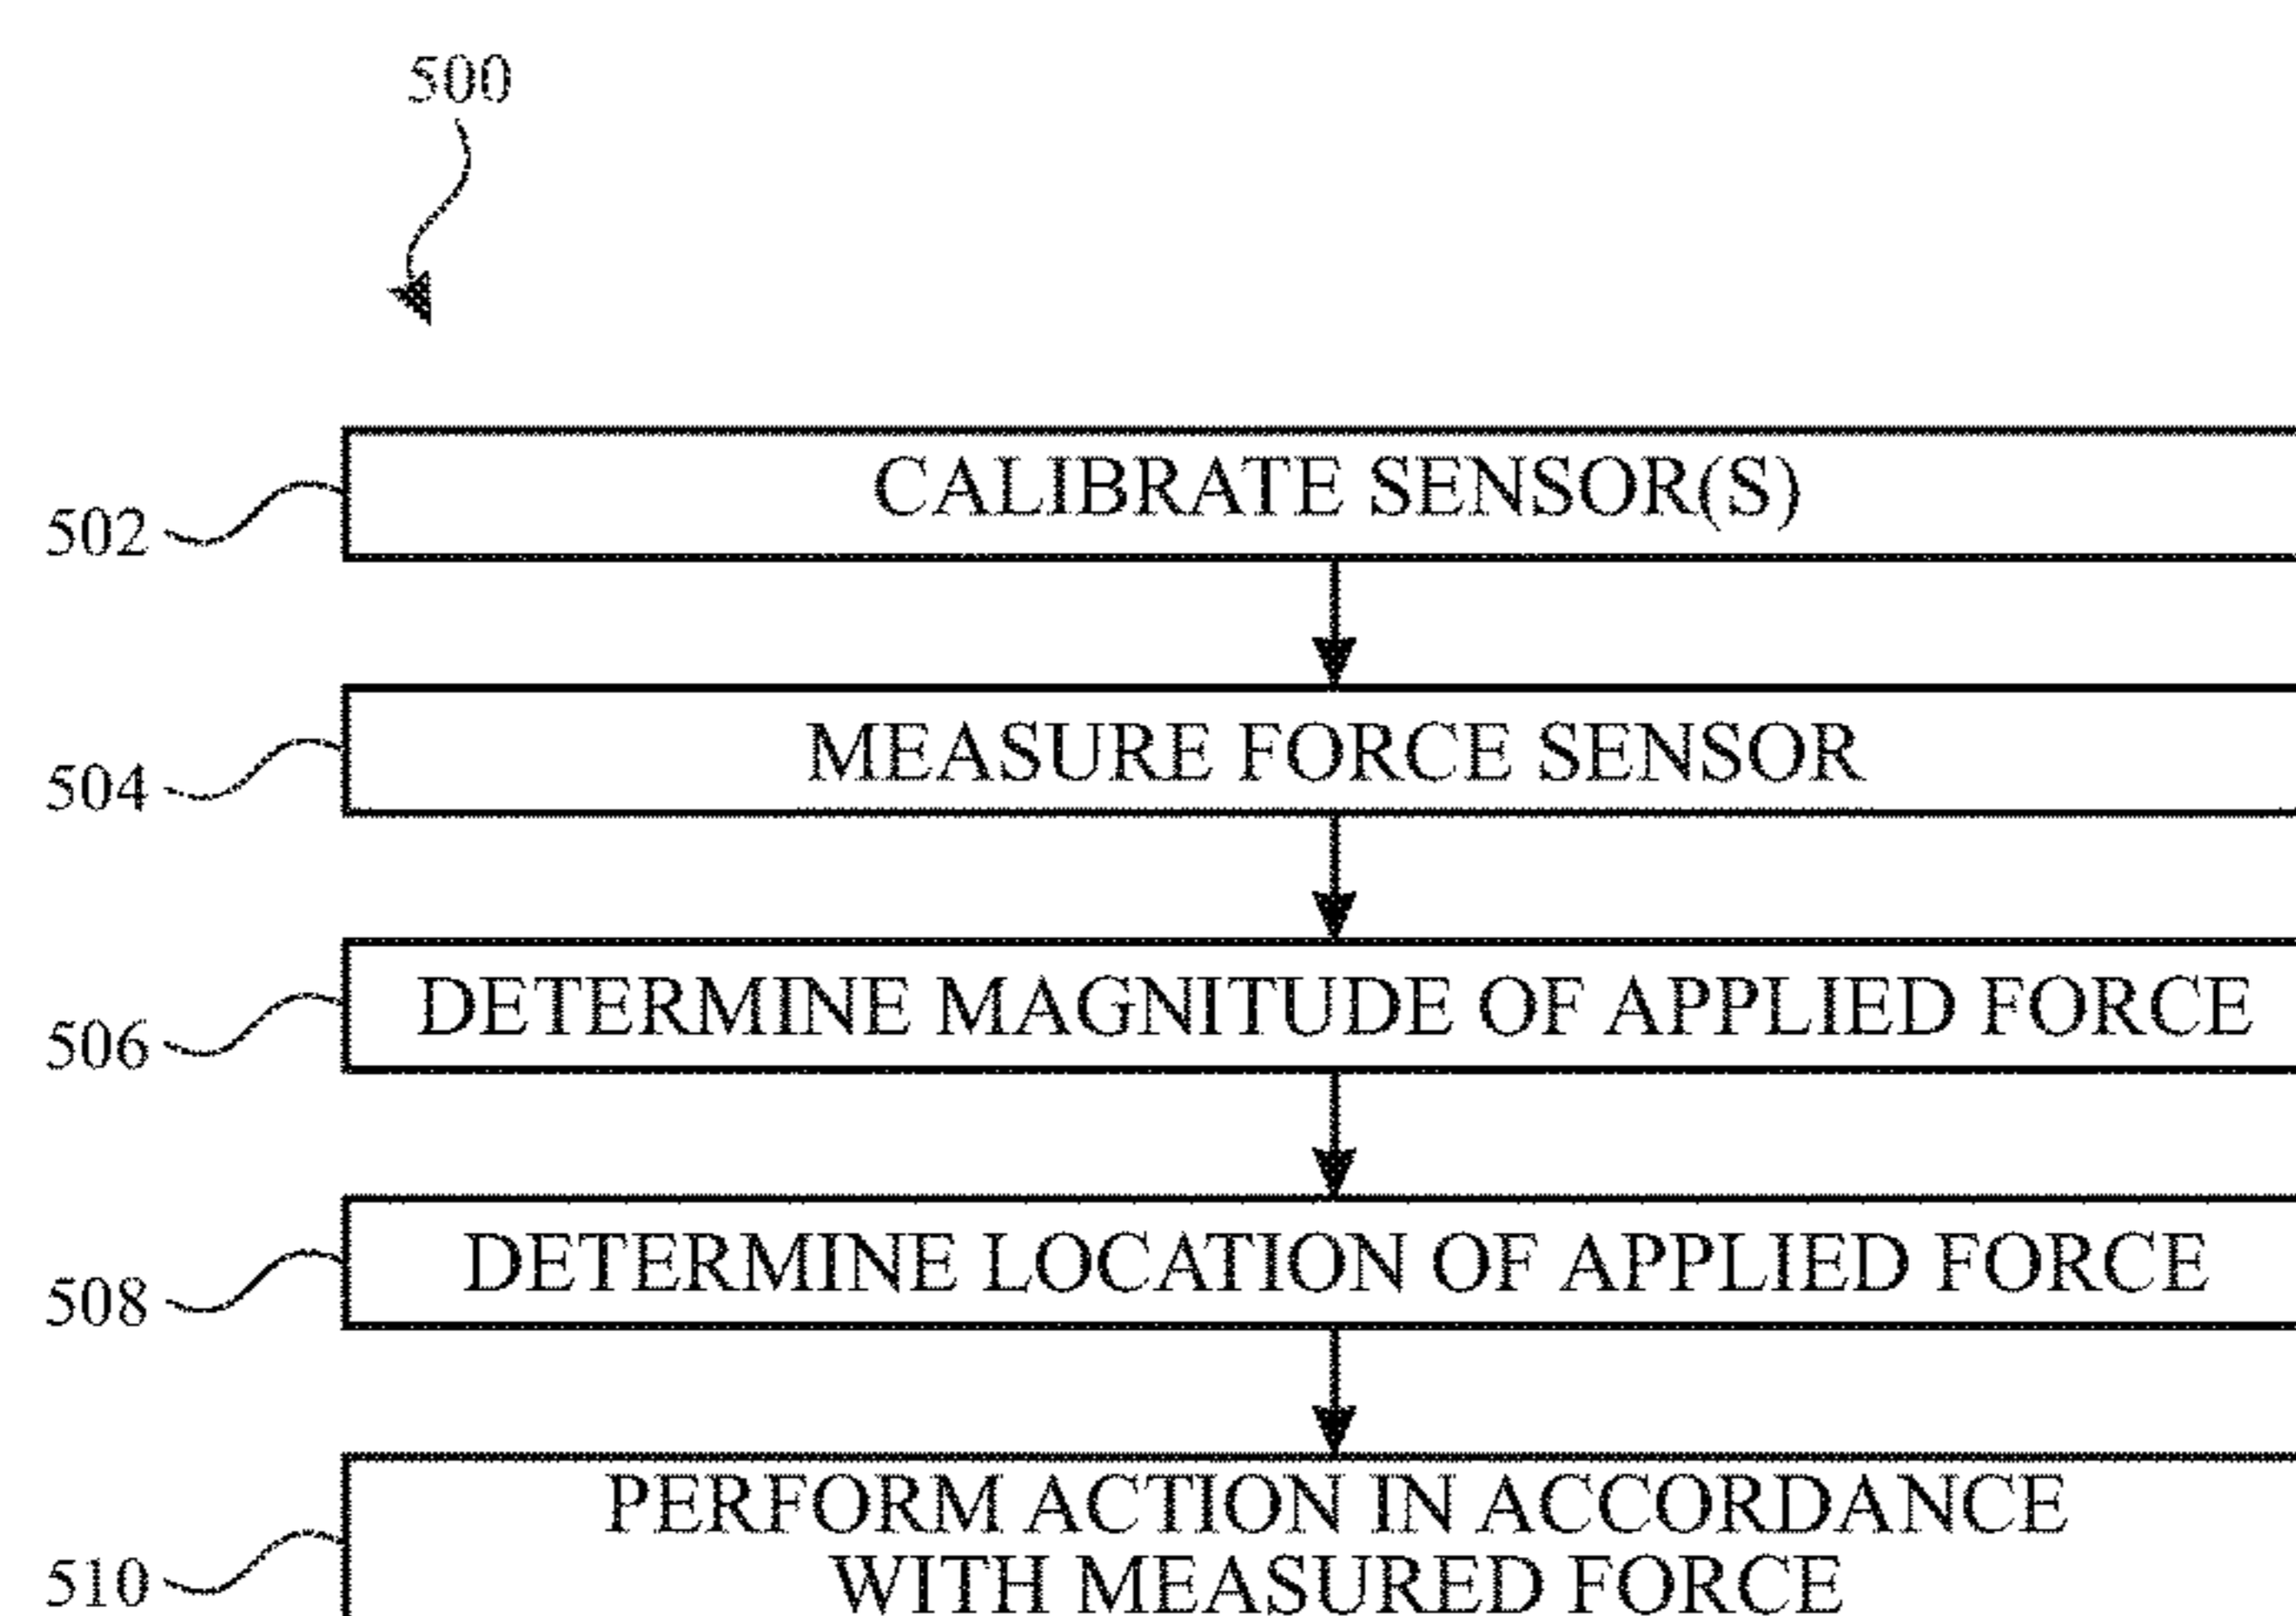 500
CALIBRATE SENSOR(S)
502
MEASURE FORCE SENSOR
504
DETERMINE MAGNITUDE OF APPLIED FORCE
506
DETERMINE LOCATION OF APPLIED FORCE
508
PERFORM ACTION IN ACCORDANCE
WITH MEASURED FORCE
510